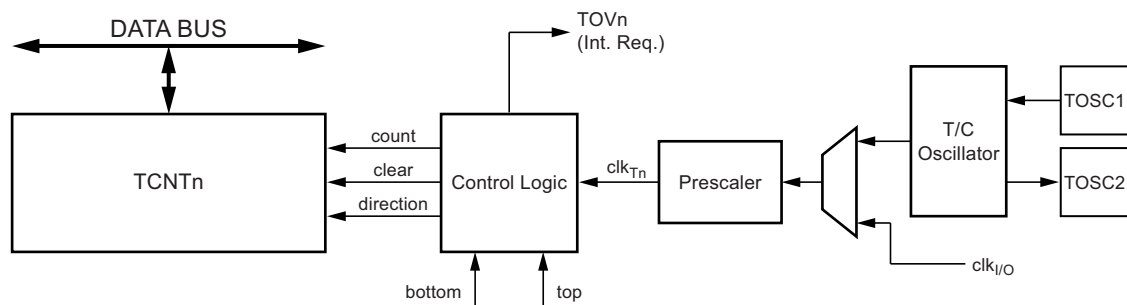 DATA BUS
TOVn
(Int. Req.)
TCNTn
count
clear
direction
Control Logic
clkTn
Prescaler
T/C
Oscillator
TOSC1
TOSC2
clkI/O
bottom
top